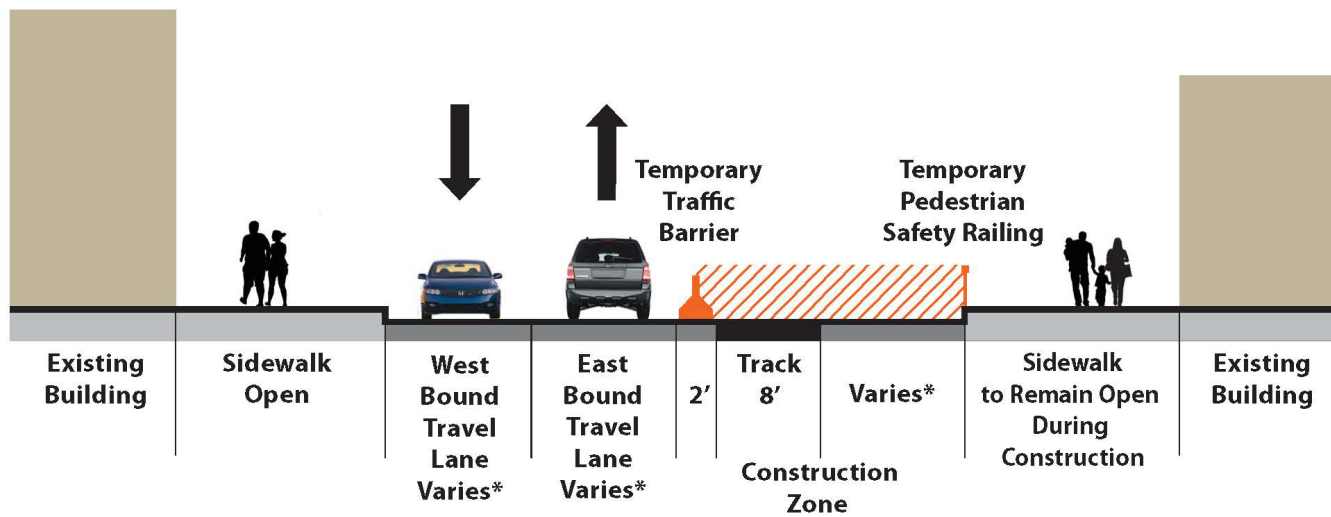 Temporary
Traffic
Barrier
Temporary
Pedestrian
Safety Railing
Existing
Building
Sidewalk
Open
West
Bound
Travel
Lane
Varies*
East
Bound
Travel
Lane
Varies*
2'
Track
8'
Varies*
Construction
Zone
Sidewalk
to Remain Open
During
Construction
Existing
Building